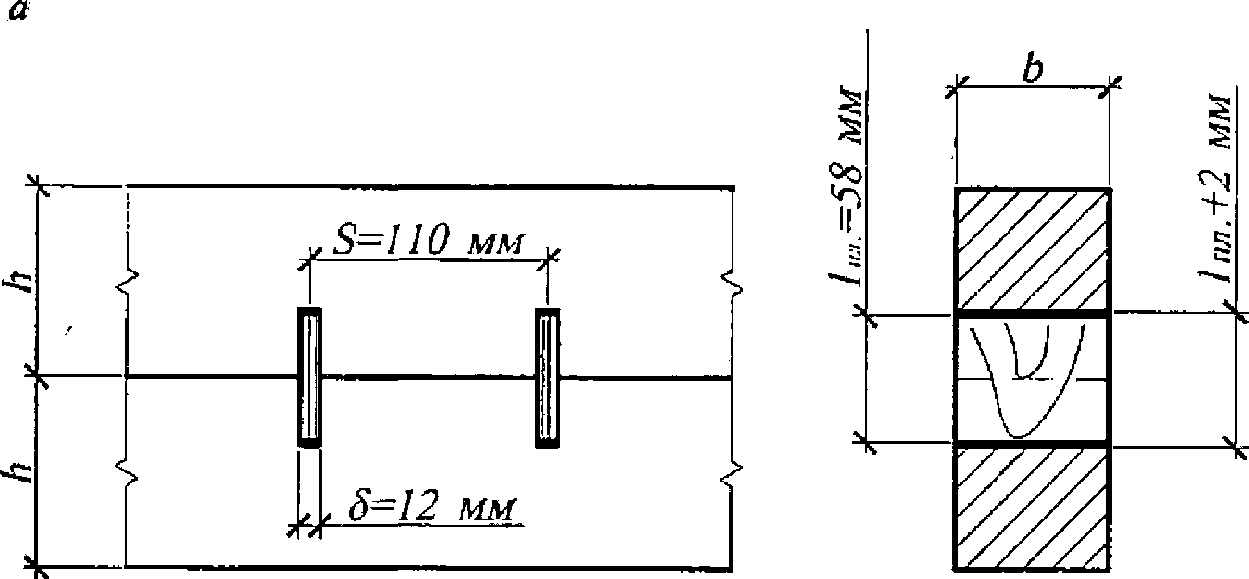 а
b
S=110 мм
h
h
δ=12 мм
lпл.=58 мм
lпл.+2 мм